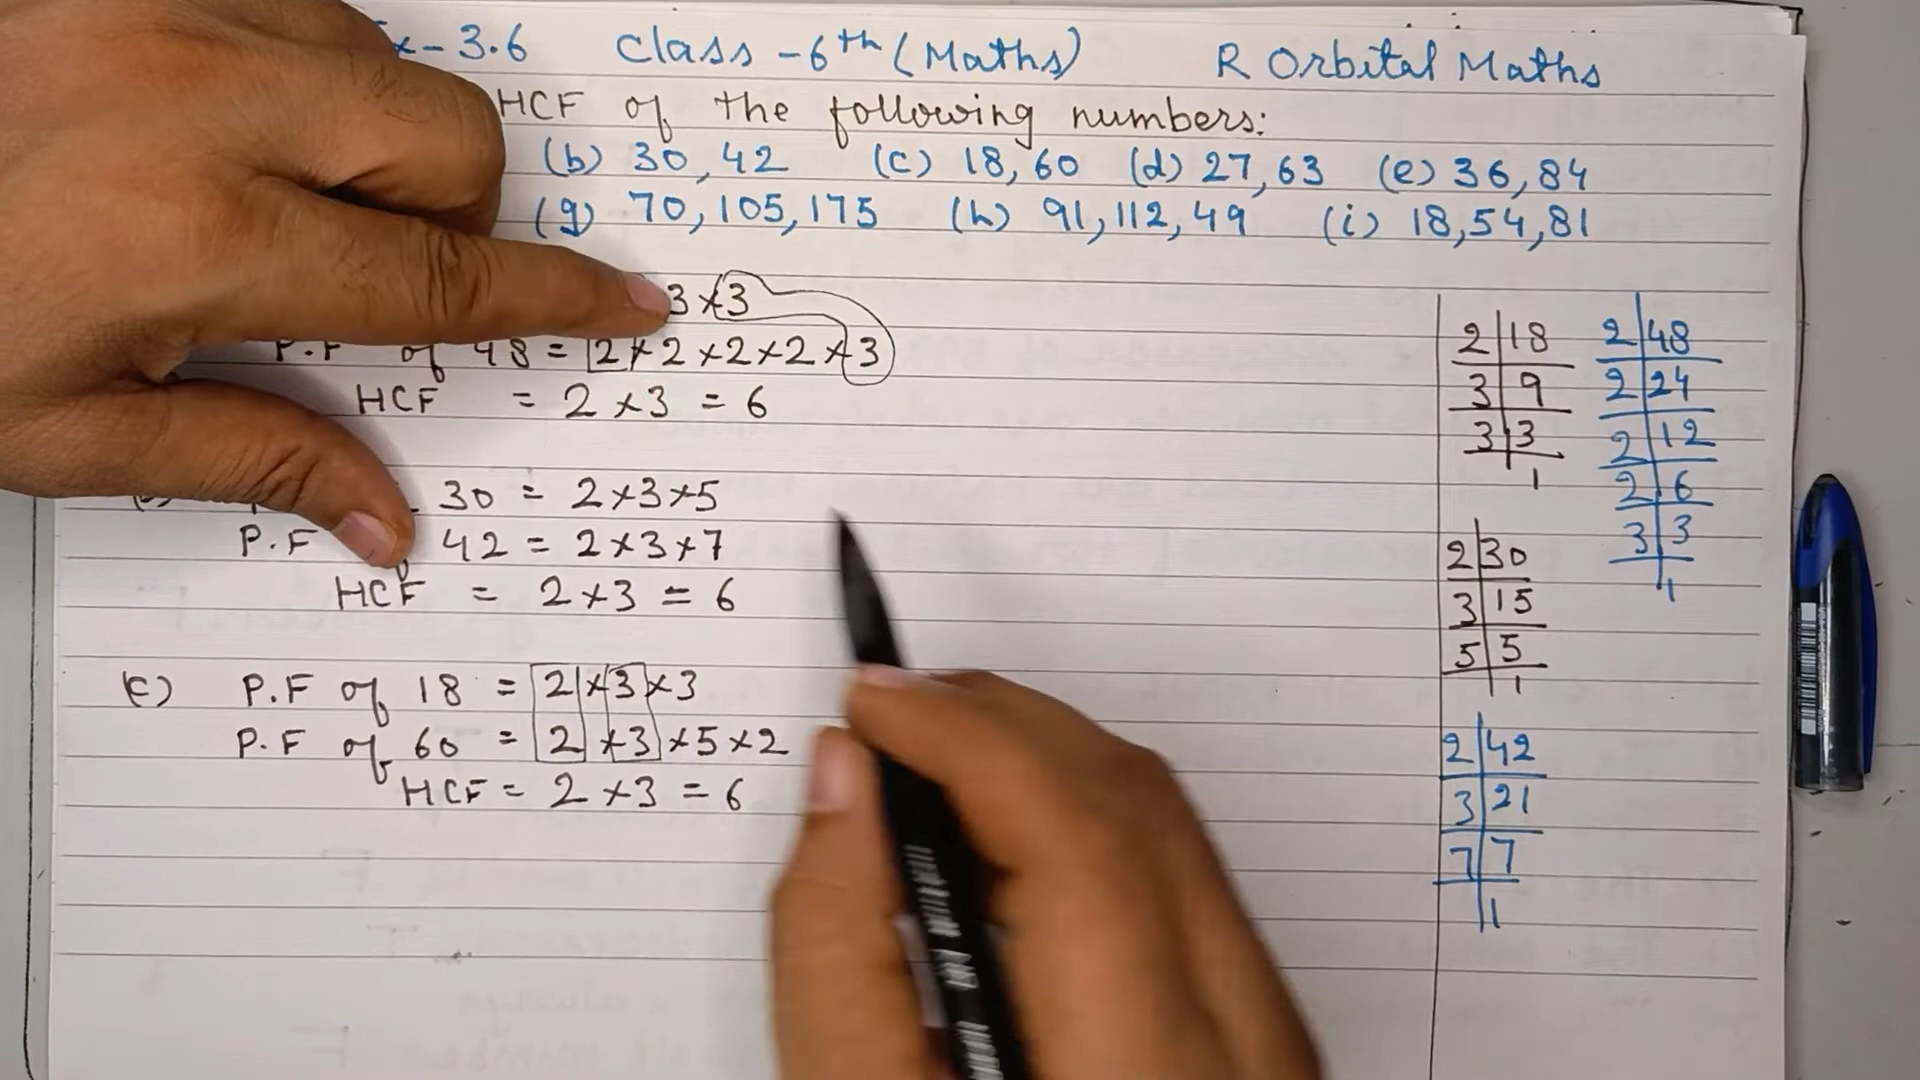 x-3.6 Class -6th (Maths) R Orbital Maths
HCF of the following numbers:
(b) 30, 42 (c) 18, 60 (d) 27, 63 (e) 36, 84
(g) 70, 105, 175 (h) 91, 112, 49 (i) 18, 54, 81
3×3
P.F of 48 = 2×2×2×2×3
HCF = 2×3 = 6
30 = 2×3×5
P.F 42 = 2×3×7
HCF = 2×3 = 6
(c) P.F of 18 = 2×3×3
P.F of 60 = 2×3×5×2
HCF = 2×3 = 6
2 18
3 9
3 3
1
2 48
2 24
2 12
2 6
3 3
1
2 30
3 15
5 5
1
2 42
3 21
7 7
1